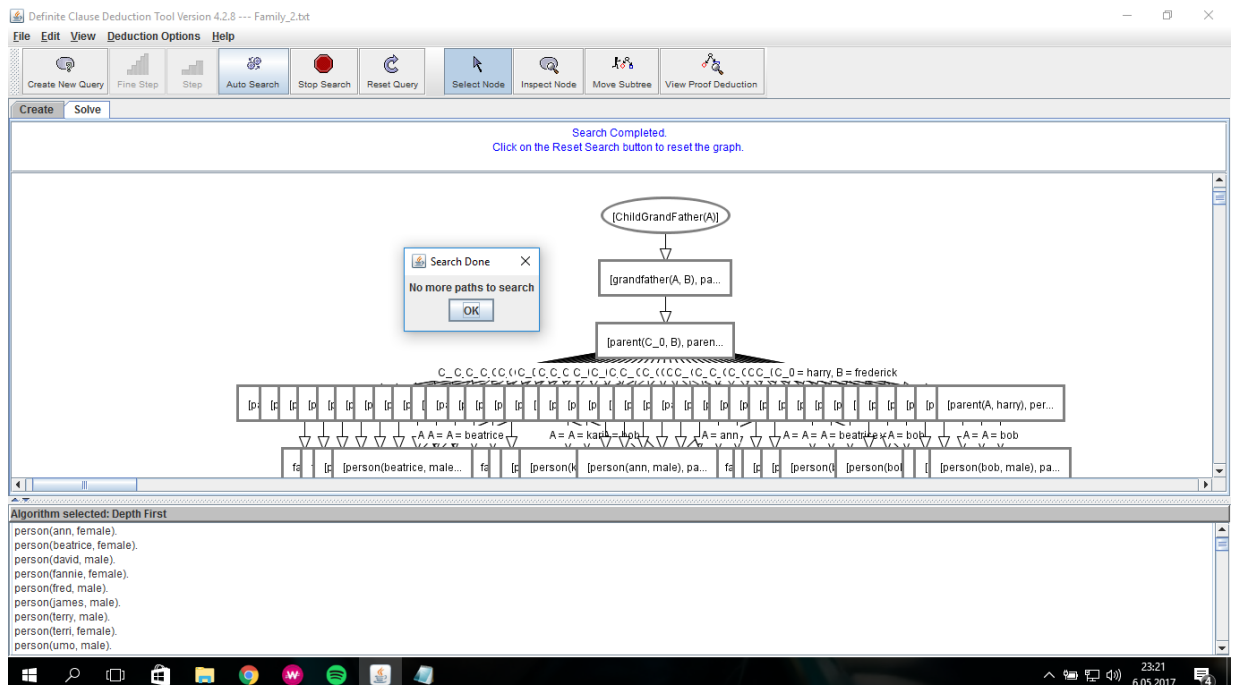 Definite Clause Deduction Tool Version 4.2.8 --- Family_2.txt
File Edit View Deduction Options Help
Create New Query Fine Step Step Auto Search Stop Search Reset Query Select Node Inspect Node Move Subtree View Proof Deduction
Create Solve
Search Completed.
Click on the Reset Search button to reset the graph.
[ChildGrandFather(A)]
Search Done
No more paths to search
OK
[grandfather(A, B), pa...
[parent(C_0, B), paren...
C_0 = harry, B = frederick
[parent(A, harry), per...
A = beatrice A = ann A = bob
[person(beatrice, male... [person(ann, male), pa... [person(bob, male), pa...
Algorithm selected: Depth First
person(ann, female).
person(beatrice, female).
person(david, male).
person(fannie, female).
person(fred, male).
person(james, male).
person(terry, male).
person(terri, female).
person(umo, male).
23:21
6.05.2017
4